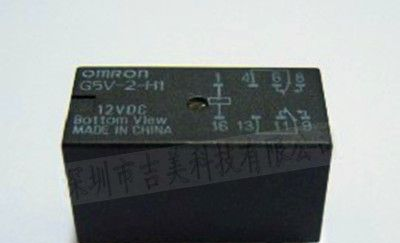 OMRON
G5V-2-H1
12VDC
Bottom View
MADE IN CHINA
1 4 6 8
16 13 11 9
深圳市吉美科技有限公司